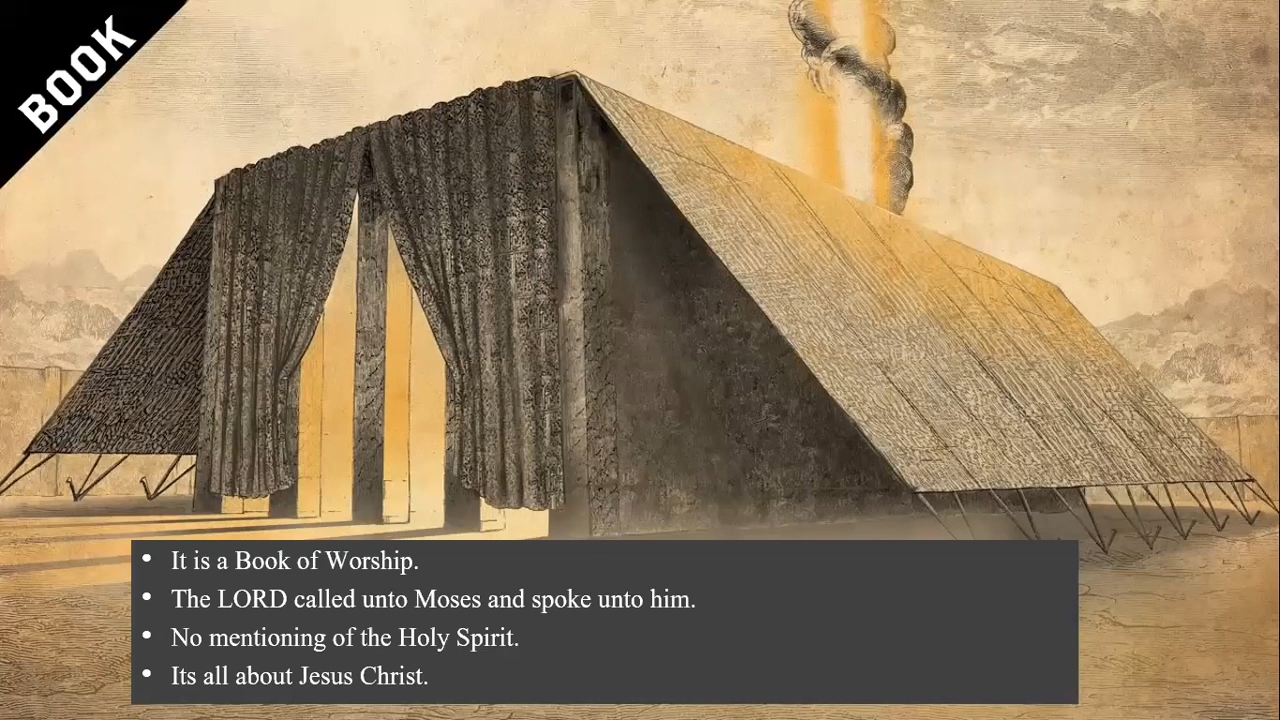 BOOK
• It is a Book of Worship.
• The LORD called unto Moses and spoke unto him.
• No mentioning of the Holy Spirit.
• Its all about Jesus Christ.